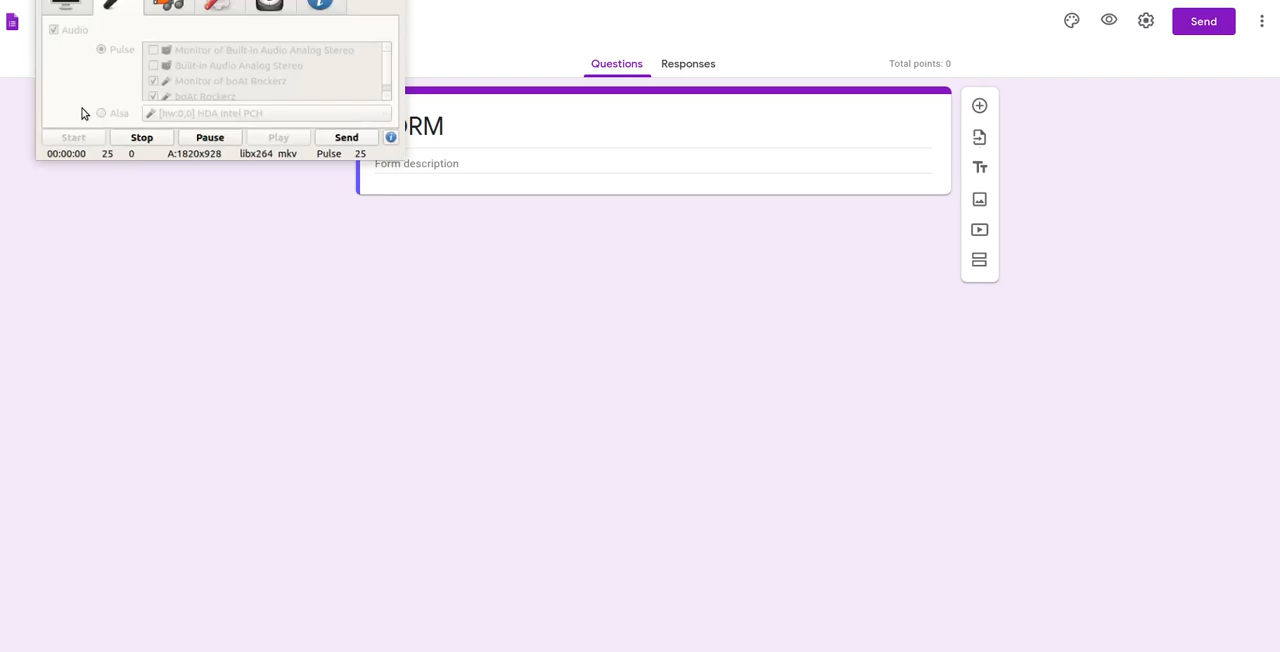 Send
Questions Responses Total points: 0
Audio
Pulse
Monitor of Built-in Audio Analog Stereo
Built-in Audio Analog Stereo
Monitor of boAt Rockerz
boAt Rockerz
Alsa [hw:0,0] HDA Intel PCH
Start Stop Pause Play Send
00:00:00 25 0 A:1820x928 libx264 mkv Pulse 25
ORM
Form description